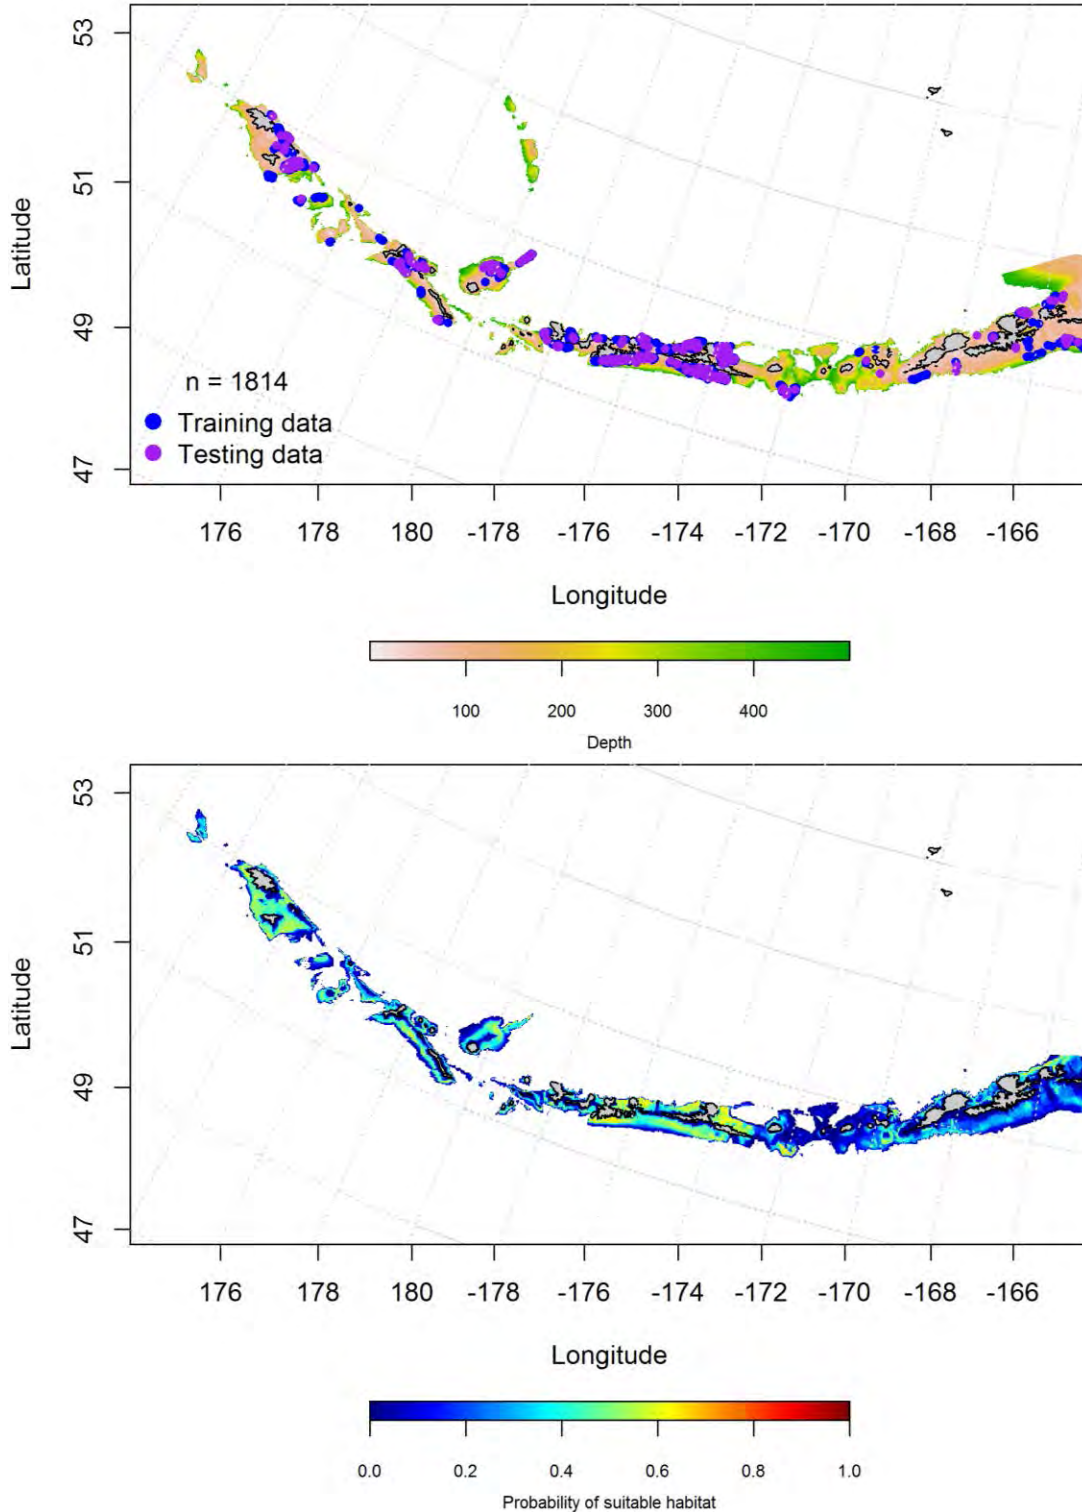 53
51
49
47
Latitude
n = 1814
Training data
Testing data
176 178 180 -178 -176 -174 -172 -170 -168 -166
Longitude
100 200 300 400
Depth
53
51
49
47
Latitude
176 178 180 -178 -176 -174 -172 -170 -168 -166
Longitude
0.0 0.2 0.4 0.6 0.8 1.0
Probability of suitable habitat